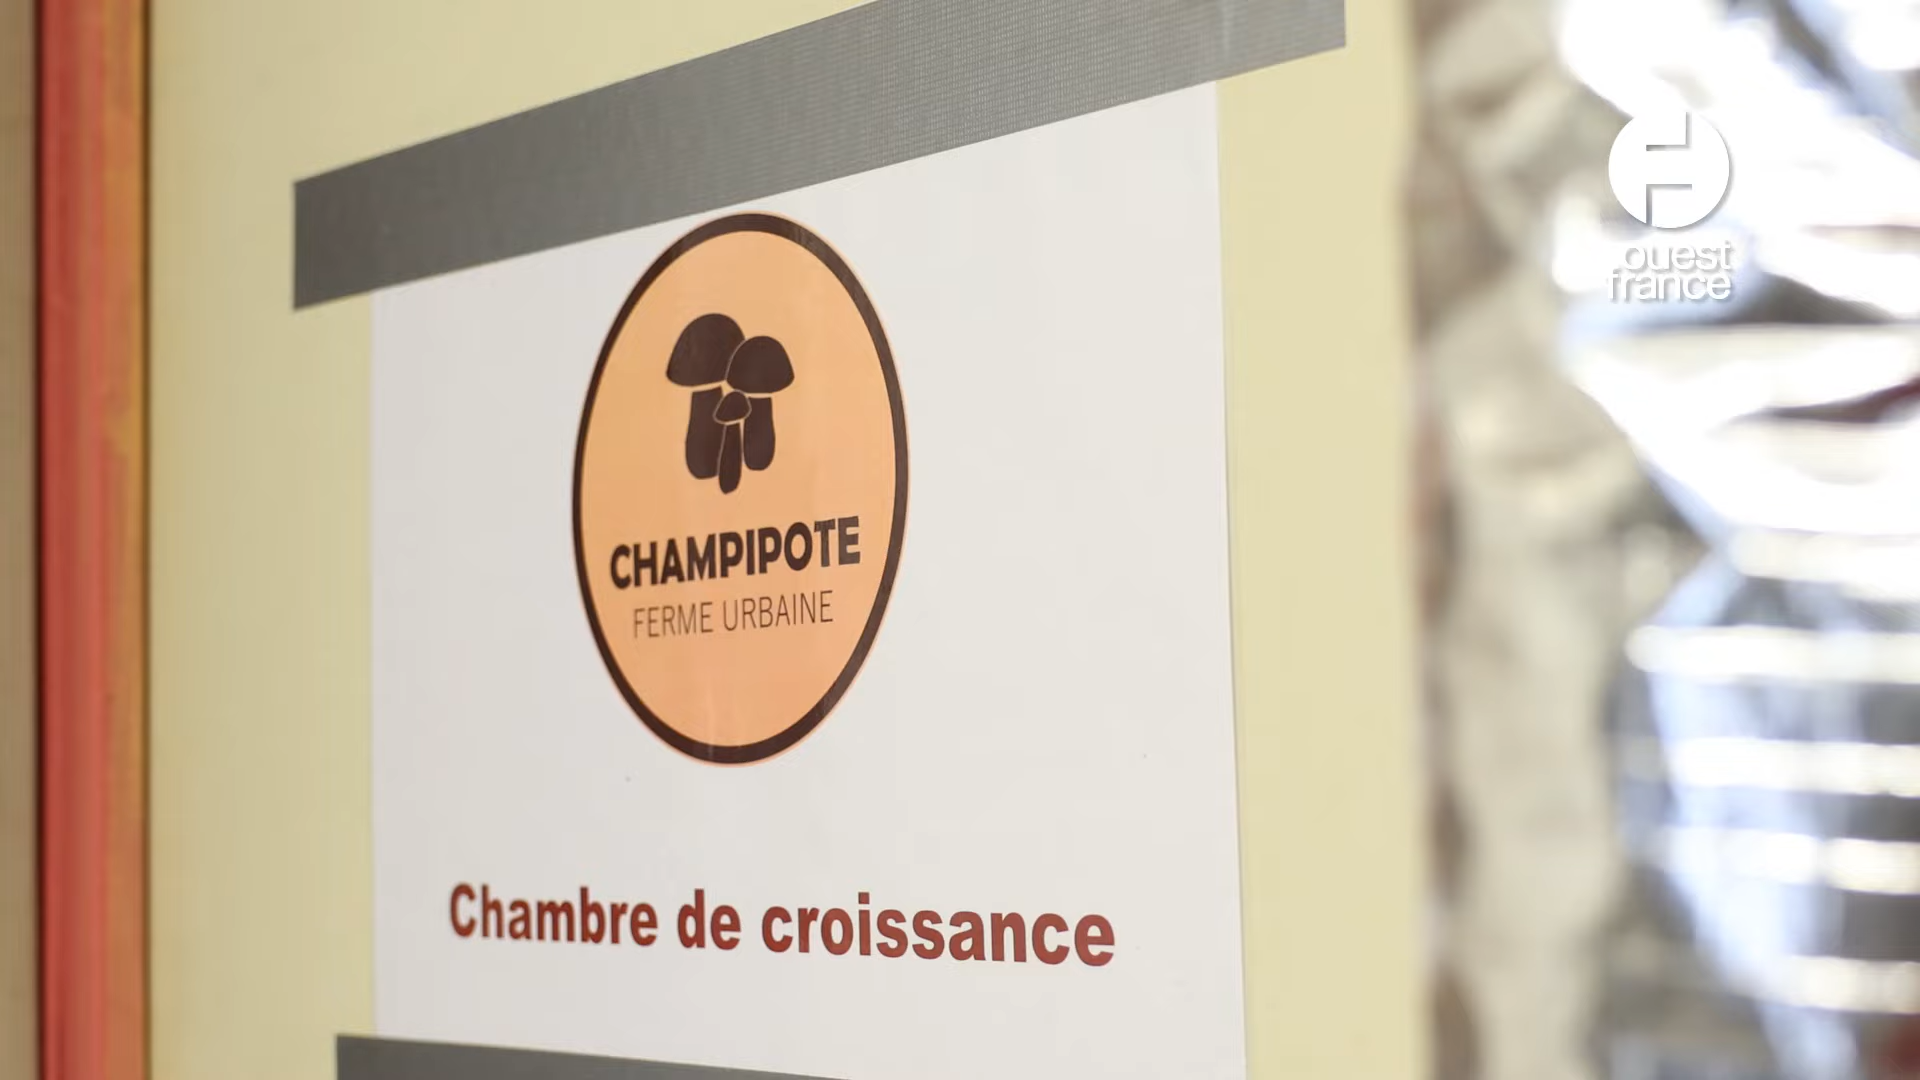 CHAMPIPOTE
FERME URBAINE
Chambre de croissance
ouest
france